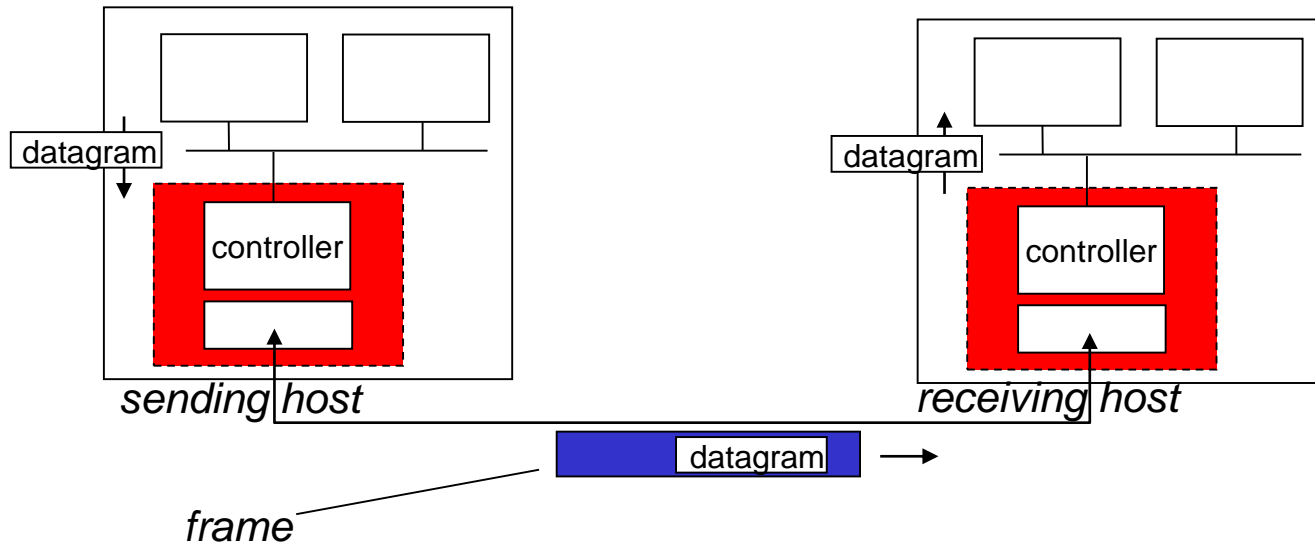 datagram
datagram
controller
controller
sending host
receiving host
datagram
frame